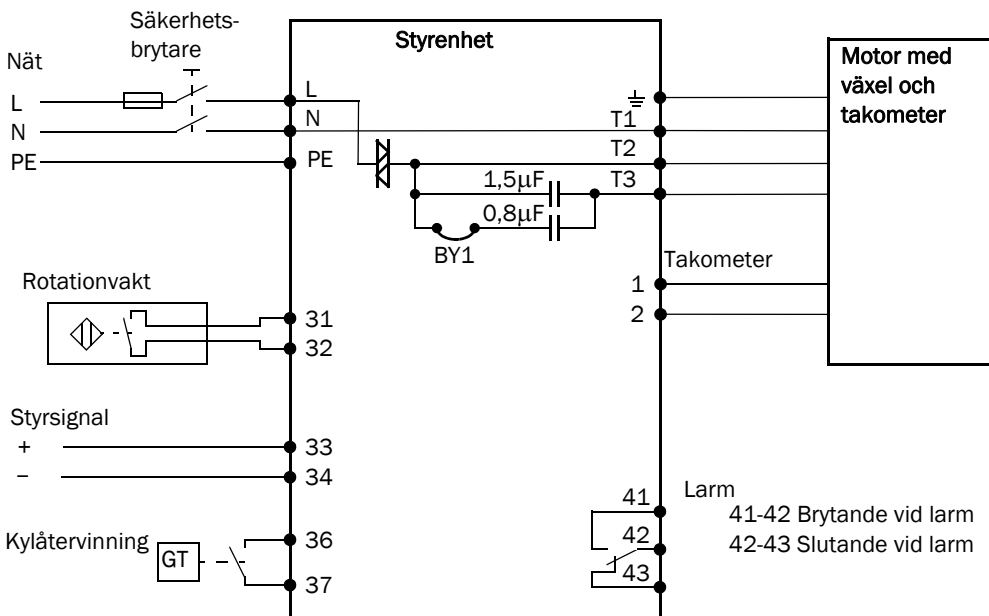 Säkerhets-
brytare
Nät
L
N
PE
Styrenhet
L
N
PE
T1
T2
T3
1,5μF
0,8μF
BY1
Motor med
växel och
takometer
Takometer
1
2
Rotationvakt
31
32
Styrsignal
+
−
33
34
Kylåtervinning
GT
36
37
41
42
43
Larm
41-42 Brytande vid larm
42-43 Slutande vid larm